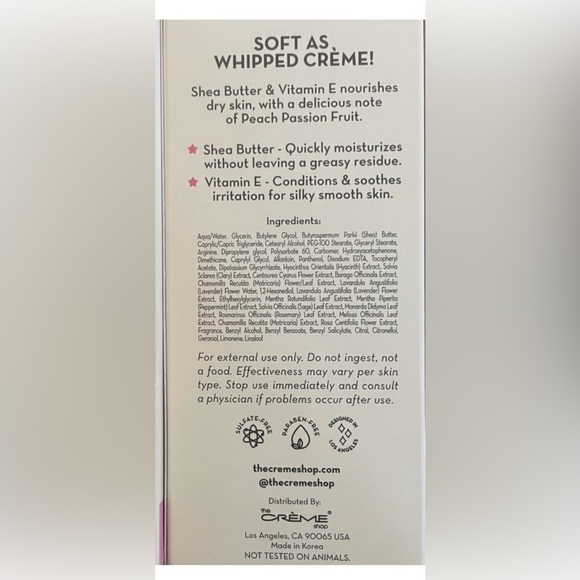 SOFT AS
WHIPPED CRÈME!
Shea Butter & Vitamin E nourishes
dry skin, with a delicious note
of Peach Passion Fruit.
Shea Butter - Quickly moisturizes
without leaving a greasy residue.
Vitamin E - Conditions & soothes
irritation for silky smooth skin.
Ingredients:
Aqua/Water, Glycerin, Butylene Glycol, Butyrospermum Parkii (Shea) Butter,
Caprylic/Capric Triglyceride, Cetearyl Alcohol, PEG-100 Stearate, Glyceryl Stearate,
Arginine, Dipropylene glycol, Polysorbate 60, Carbomer, Hydroxyacetophenone,
Dimethicone, Caprylyl Glycol, Allantoin, Panthenol, Disodium EDTA, Tocopheryl
Acetate, Dipotassium Glycyrrhizate, Hyacinthus Orientalis (Hyacinth) Extract, Salvia
Sclarea (Clary) Extract, Centaurea Cyanus Flower Extract, Borago Officinalis Extract,
Chamomilla Recutita (Matricaria) Flower/Leaf Extract, Lavandula Angustifolia
(Lavender) Flower Water, 1,2-Hexanediol, Lavandula Angustifolia (Lavender) Flower
Extract, Ethylhexylglycerin, Mentha Rotundifolia Leaf Extract, Mentha Piperita
(Peppermint) Leaf Extract, Salvia Officinalis (Sage) Leaf Extract, Monarda Didyma Leaf
Extract, Rosmarinus Officinalis (Rosemary) Leaf Extract, Melissa Officinalis Leaf
Extract, Chamomilla Recutita (Matricaria) Extract, Rosa Centifolia Flower Extract,
Fragrance, Benzyl Alcohol, Benzyl Benzoate, Benzyl Salicylate, Citral, Citronellol,
Geraniol, Limonene, Linalool
For external use only. Do not ingest, not
a food. Effectiveness may vary per skin
type. Stop use immediately and consult
a physician if problems occur after use.
SULFATE-FREE
PARABEN-FREE
DESIGNED IN
LOS ANGELES
thecremeshop.com
@thecremeshop
Distributed By:
the
CRÈME®
shop
Los Angeles, CA 90065 USA
Made in Korea
NOT TESTED ON ANIMALS.